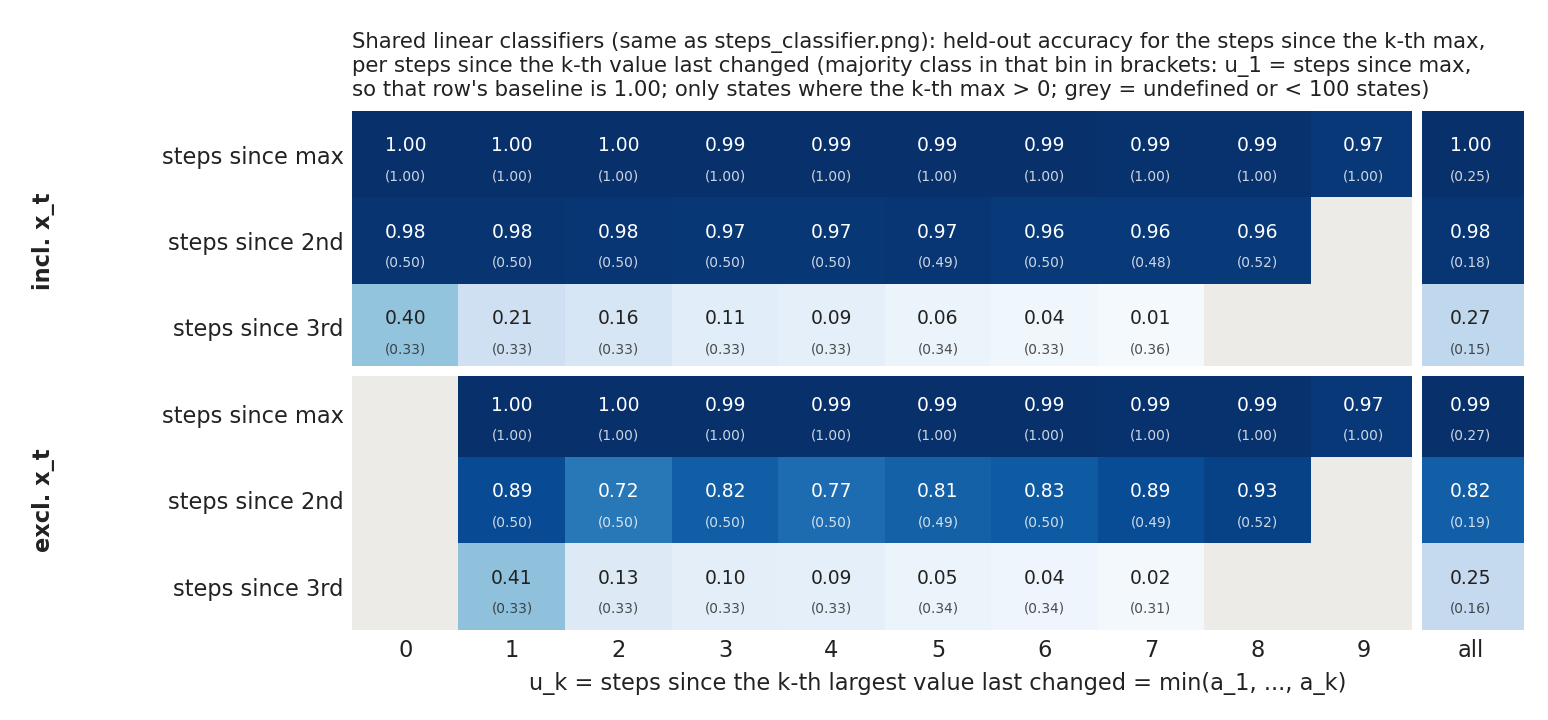 Shared linear classifiers (same as steps_classifier.png): held-out accuracy for the steps since the k-th max,
per steps since the k-th value last changed (majority class in that bin in brackets: u_1 = steps since max,
so that row's baseline is 1.00; only states where the k-th max > 0; grey = undefined or < 100 states)
incl. x_t
steps since max
1.00 1.00 1.00 0.99 0.99 0.99 0.99 0.99 0.99 0.97 1.00
(1.00) (1.00) (1.00) (1.00) (1.00) (1.00) (1.00) (1.00) (1.00) (1.00) (0.25)
steps since 2nd
0.98 0.98 0.98 0.97 0.97 0.97 0.96 0.96 0.96 0.98
(0.50) (0.50) (0.50) (0.50) (0.50) (0.49) (0.50) (0.48) (0.52) (0.18)
steps since 3rd
0.40 0.21 0.16 0.11 0.09 0.06 0.04 0.01 0.27
(0.33) (0.33) (0.33) (0.33) (0.33) (0.34) (0.33) (0.36) (0.15)
excl. x_t
steps since max
1.00 1.00 0.99 0.99 0.99 0.99 0.99 0.99 0.97 0.99
(1.00) (1.00) (1.00) (1.00) (1.00) (1.00) (1.00) (1.00) (1.00) (0.27)
steps since 2nd
0.89 0.72 0.82 0.77 0.81 0.83 0.89 0.93 0.82
(0.50) (0.50) (0.50) (0.50) (0.49) (0.50) (0.49) (0.52) (0.19)
steps since 3rd
0.41 0.13 0.10 0.09 0.05 0.04 0.02 0.25
(0.33) (0.33) (0.33) (0.33) (0.34) (0.34) (0.31) (0.16)
0 1 2 3 4 5 6 7 8 9 all
u_k = steps since the k-th largest value last changed = min(a_1, ..., a_k)